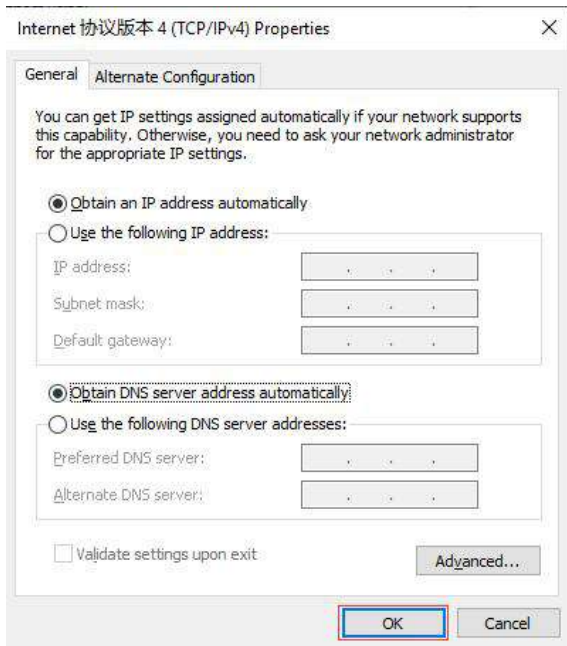 Internet 协议版本 4 (TCP/IPv4) Properties
General
Alternate Configuration
You can get IP settings assigned automatically if your network supports
this capability. Otherwise, you need to ask your network administrator
for the appropriate IP settings.
Obtain an IP address automatically
Use the following IP address:
IP address:
Subnet mask:
Default gateway:
Obtain DNS server address automatically
Use the following DNS server addresses:
Preferred DNS server:
Alternate DNS server:
Validate settings upon exit
Advanced...
OK
Cancel